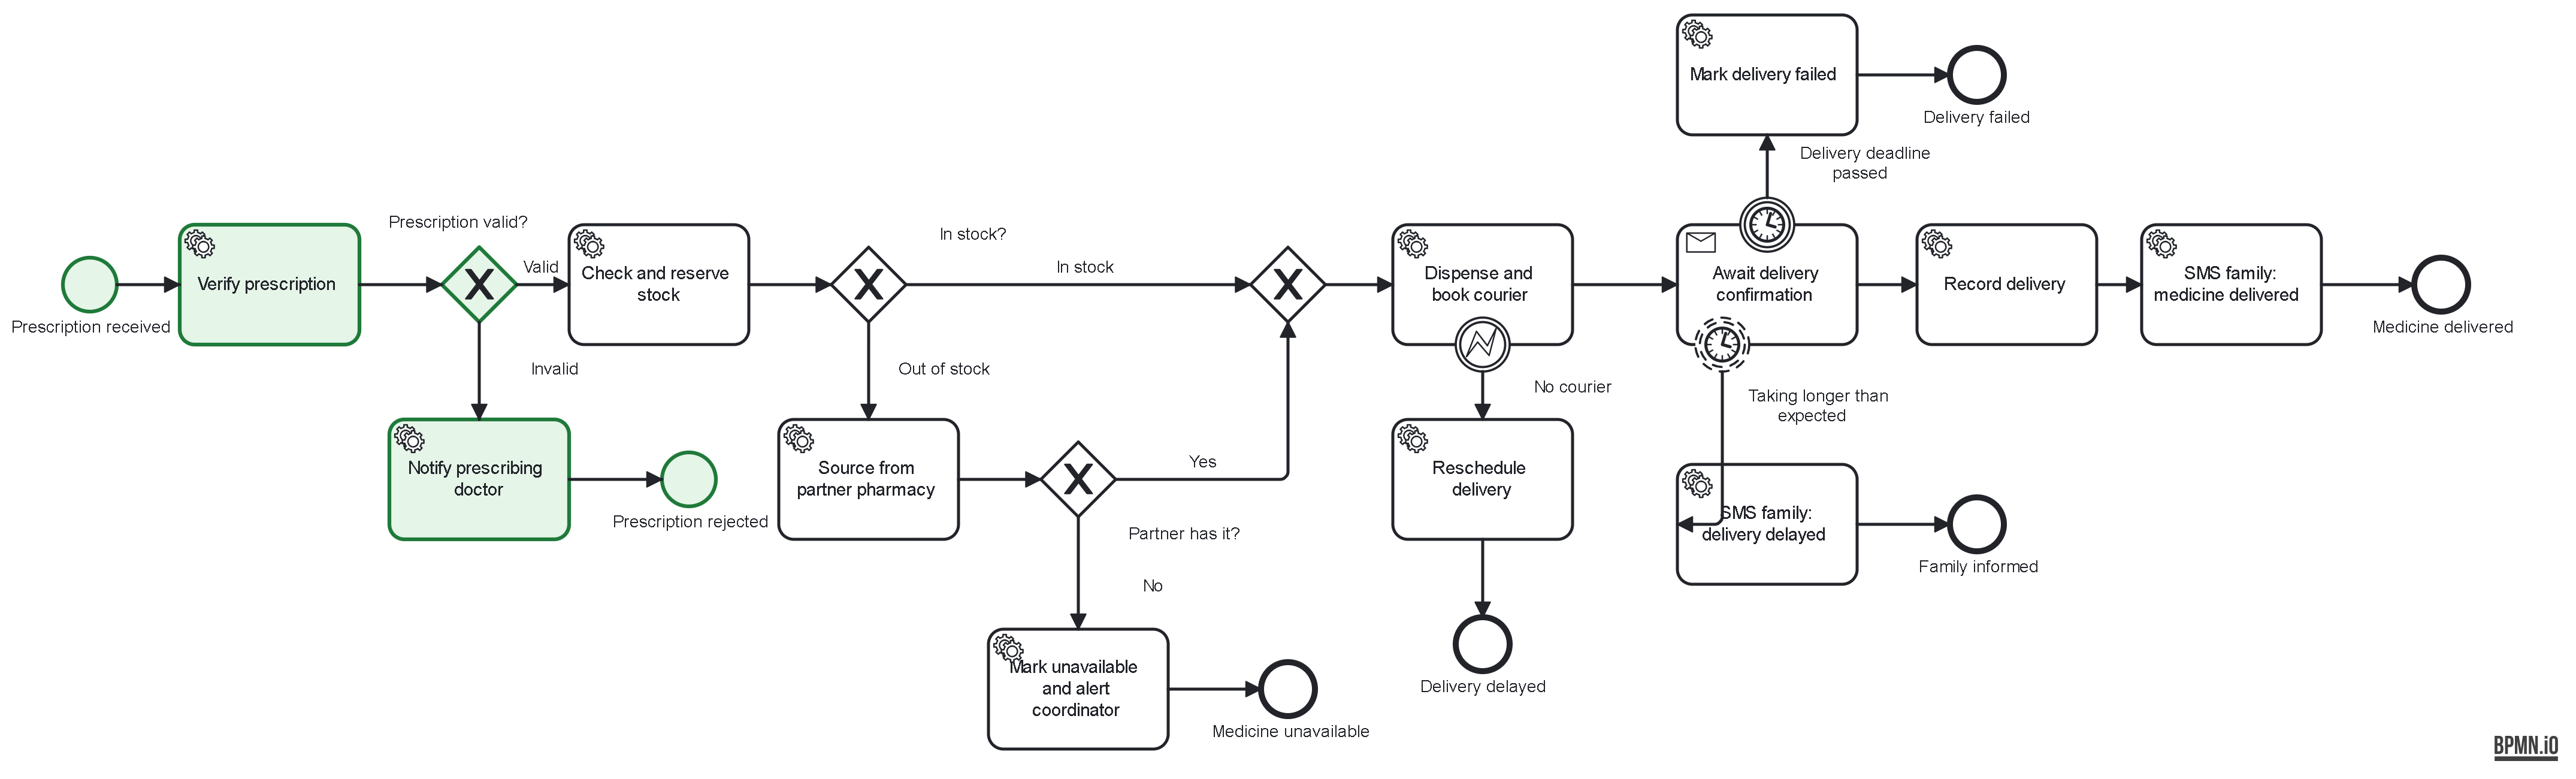 Mark delivery failed
Delivery failed
Delivery deadline
passed
Prescription valid?
In stock?
Valid
In stock
Prescription received
Verify prescription
Check and reserve
stock
Dispense and
book courier
Await delivery
confirmation
Record delivery
SMS family:
medicine delivered
Medicine delivered
Invalid
Out of stock
No courier
Taking longer than
expected
Notify prescribing
doctor
Prescription rejected
Source from
partner pharmacy
Yes
Partner has it?
No
Reschedule
delivery
SMS family:
delivery delayed
Family informed
Mark unavailable
and alert
coordinator
Medicine unavailable
Delivery delayed
BPMN.iO